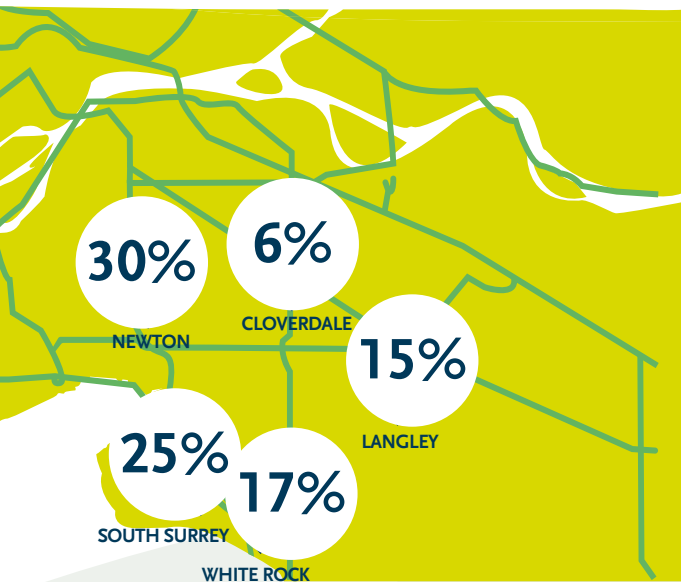 30%
NEWTON
6%
CLOVERDALE
15%
LANGLEY
25%
SOUTH SURREY
17%
WHITE ROCK